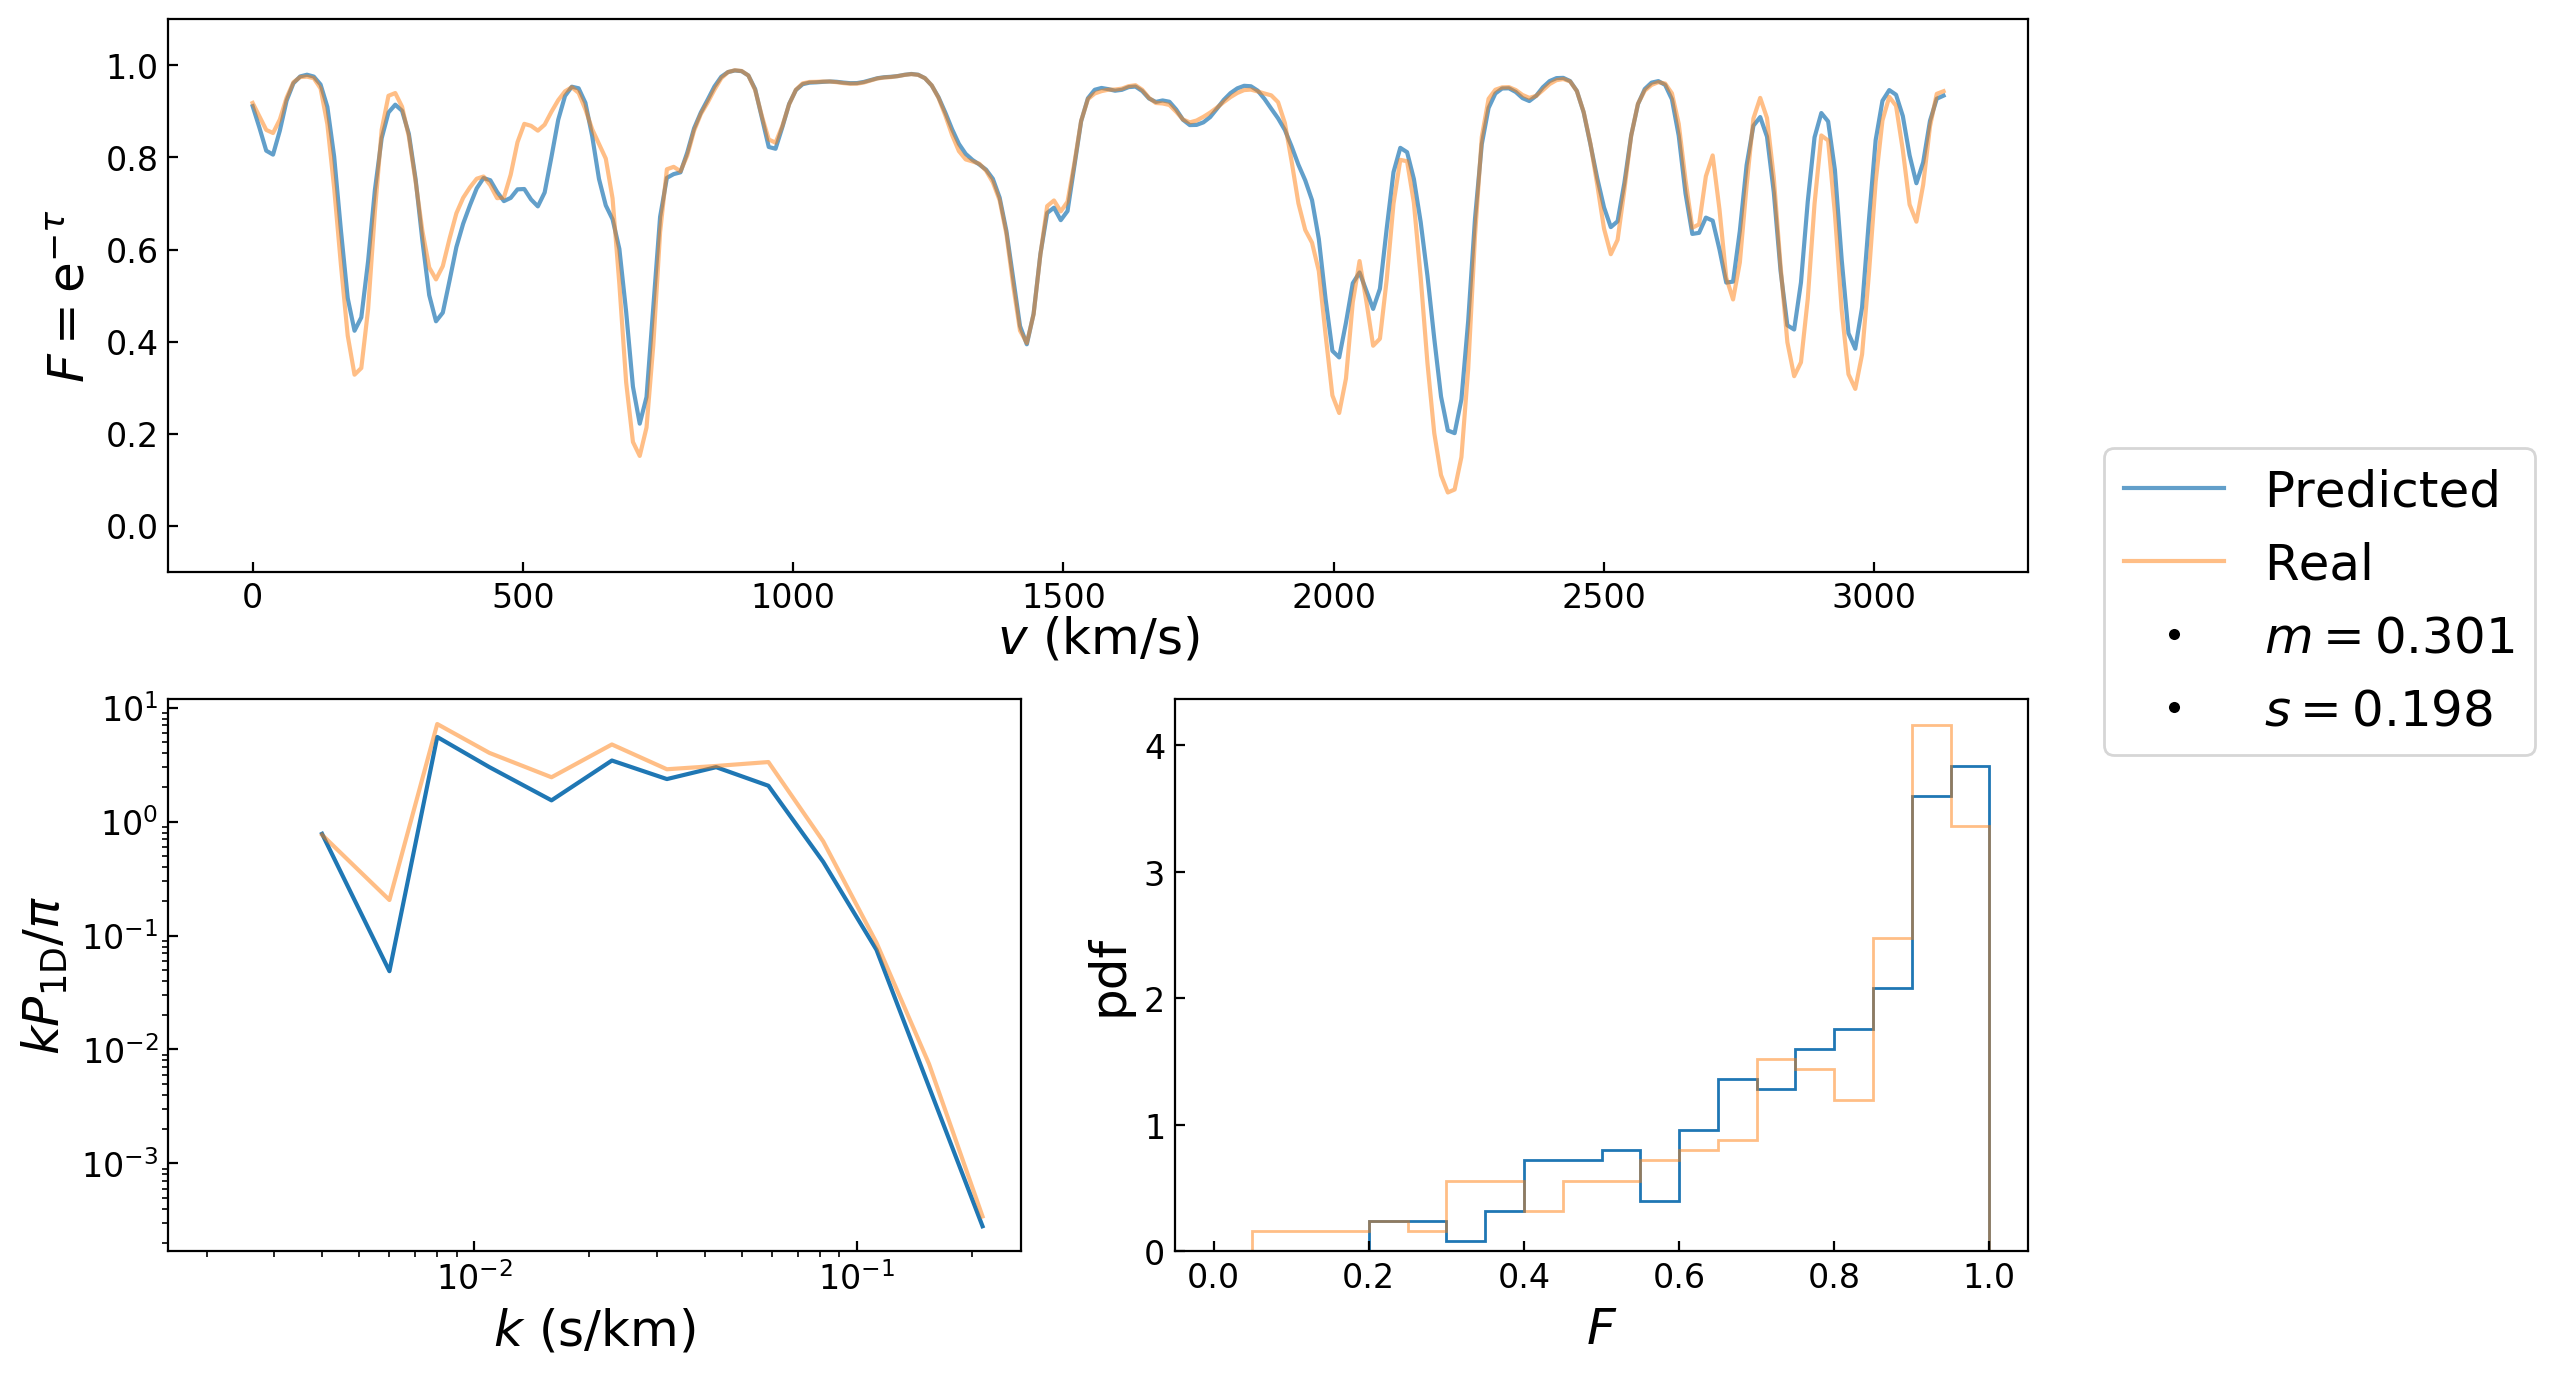 1.0
0.8
0.6
0.4
0.2
0.0
F = e^{−τ}
0 500 1000 1500 2000 2500 3000
v (km/s)
Predicted
Real
m = 0.301
s = 0.198
10^1
10^0
10^{−1}
10^{−2}
10^{−3}
kP_{1D}/π
10^{−2} 10^{−1}
k (s/km)
4
3
2
1
0
pdf
0.0 0.2 0.4 0.6 0.8 1.0
F